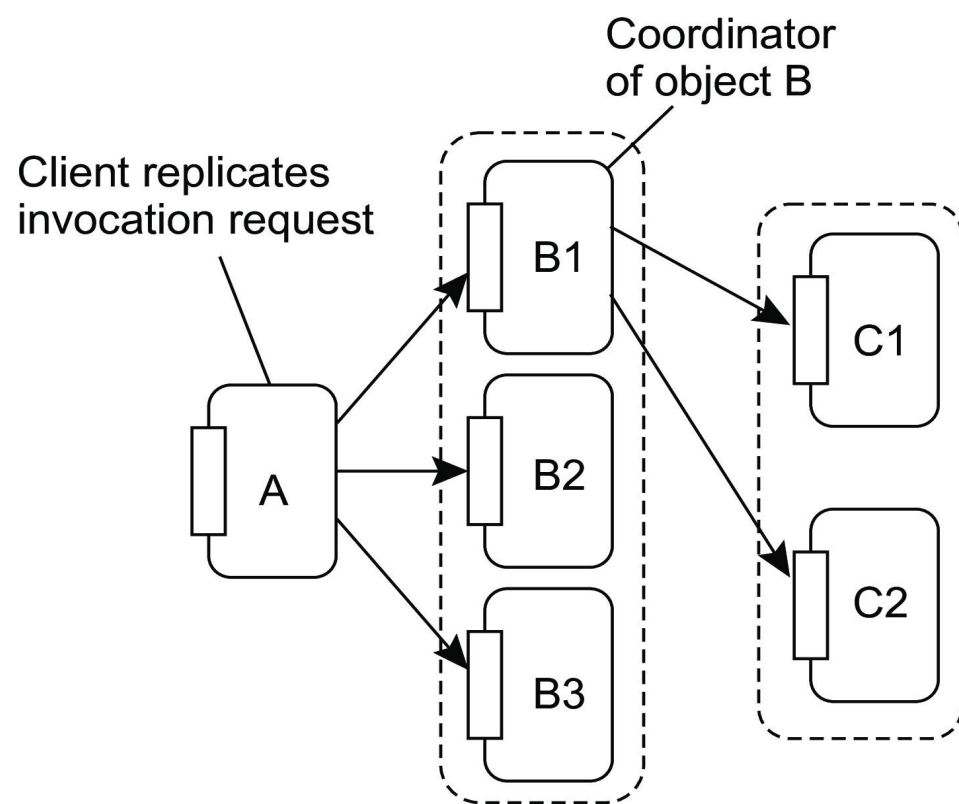 Coordinator
of object B
Client replicates
invocation request
B1
C1
A
B2
C2
B3